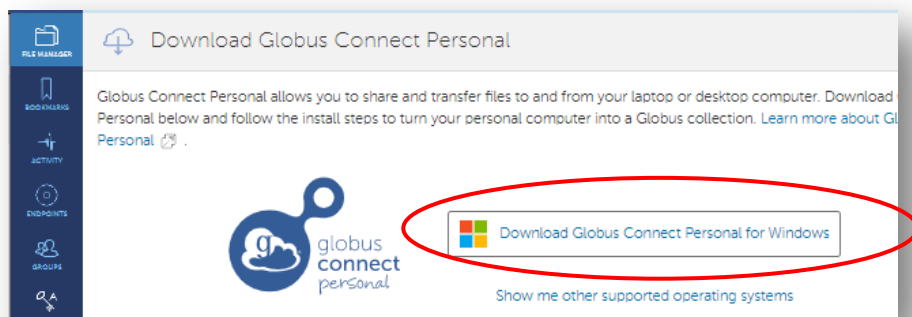 FILE MANAGER
Download Globus Connect Personal
BOOKMARKS
Globus Connect Personal allows you to share and transfer files to and from your laptop or desktop computer. Download
Personal below and follow the install steps to turn your personal computer into a Globus collection. Learn more about Gl
Personal .
ACTIVITY
ENDPOINTS
GROUPS
g
globus
connect
personal
Download Globus Connect Personal for Windows
Show me other supported operating systems